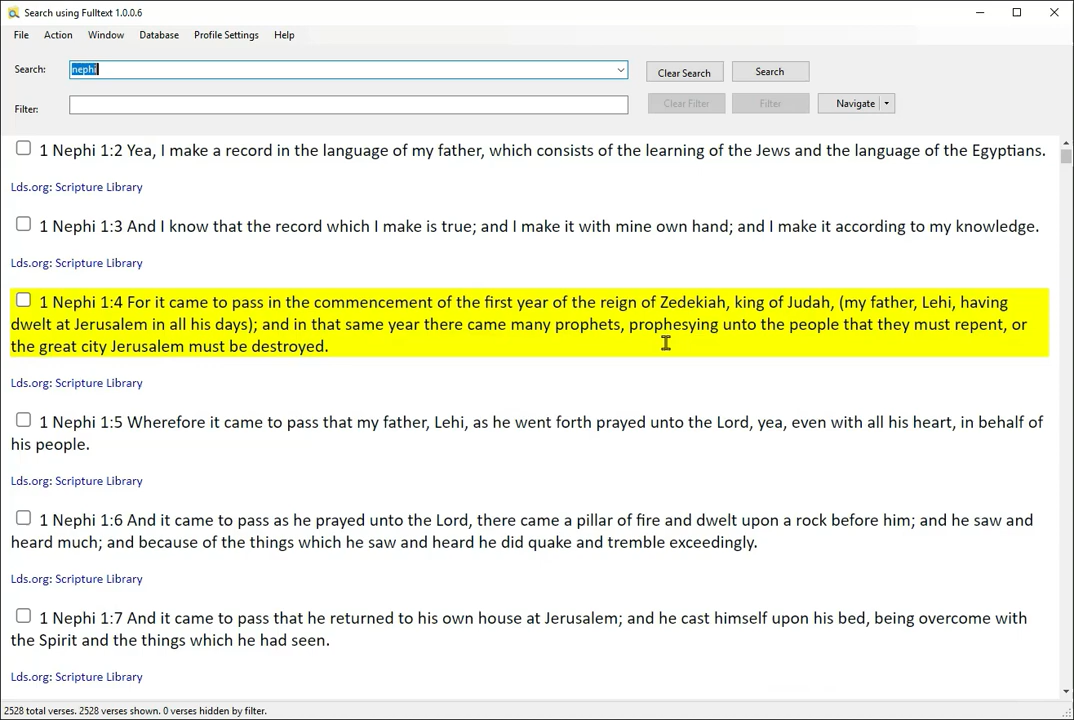 Search using Fulltext 1.0.0.6
File Action Window Database Profile Settings Help
Search: nephi Clear Search Search
Filter: Clear Filter Filter Navigate
1 Nephi 1:2 Yea, I make a record in the language of my father, which consists of the learning of the Jews and the language of the Egyptians.
Lds.org: Scripture Library
1 Nephi 1:3 And I know that the record which I make is true; and I make it with mine own hand; and I make it according to my knowledge.
Lds.org: Scripture Library
1 Nephi 1:4 For it came to pass in the commencement of the first year of the reign of Zedekiah, king of Judah, (my father, Lehi, having
dwelt at Jerusalem in all his days); and in that same year there came many prophets, prophesying unto the people that they must repent, or
the great city Jerusalem must be destroyed.
Lds.org: Scripture Library
1 Nephi 1:5 Wherefore it came to pass that my father, Lehi, as he went forth prayed unto the Lord, yea, even with all his heart, in behalf of
his people.
Lds.org: Scripture Library
1 Nephi 1:6 And it came to pass as he prayed unto the Lord, there came a pillar of fire and dwelt upon a rock before him; and he saw and
heard much; and because of the things which he saw and heard he did quake and tremble exceedingly.
Lds.org: Scripture Library
1 Nephi 1:7 And it came to pass that he returned to his own house at Jerusalem; and he cast himself upon his bed, being overcome with
the Spirit and the things which he had seen.
Lds.org: Scripture Library
2528 total verses. 2528 verses shown. 0 verses hidden by filter.